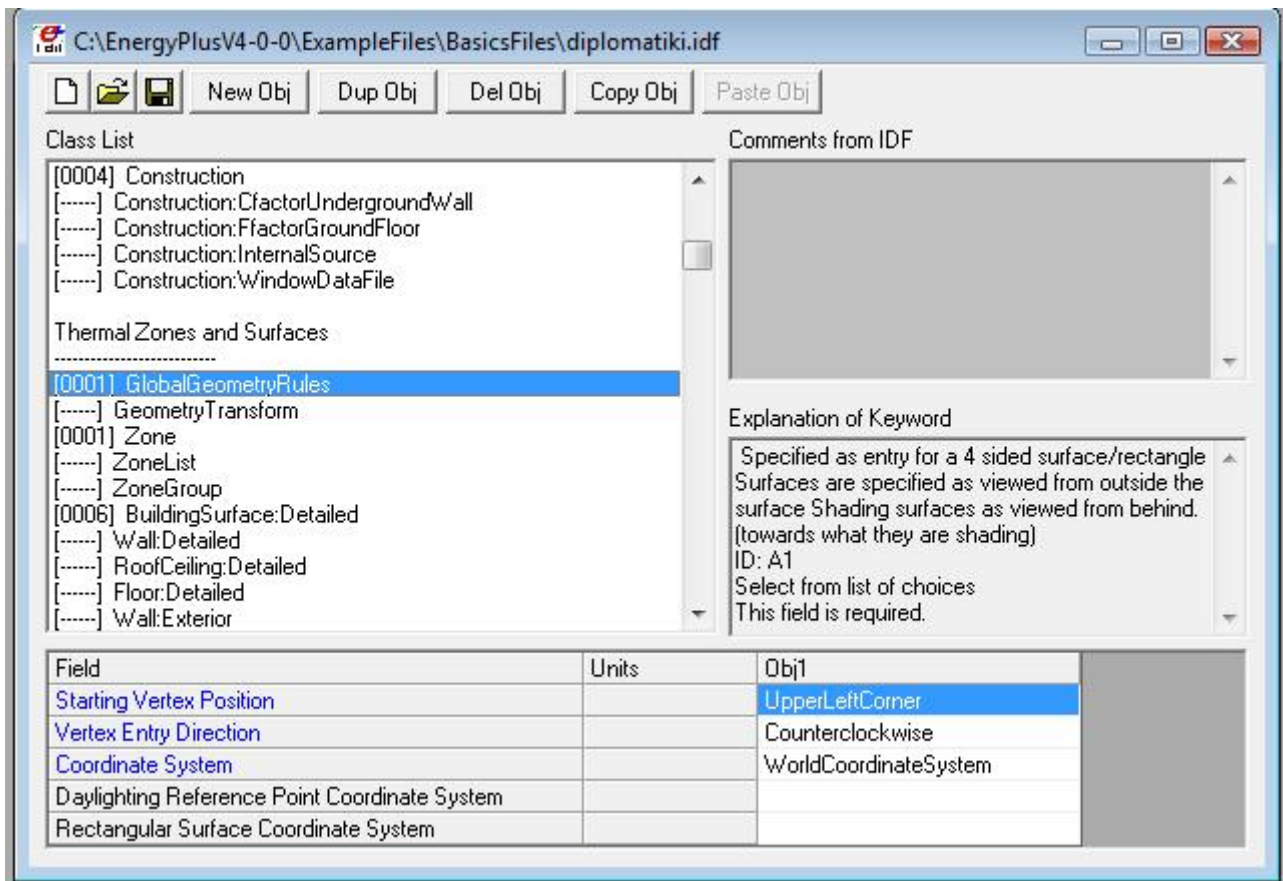 C:\EnergyPlusV4-0-0\ExampleFiles\BasicsFiles\diplomatiki.idf
New Obj Dup Obj Del Obj Copy Obj Paste Obj
Class List
[0004] Construction
[------] Construction:CfactorUndergroundWall
[------] Construction:FfactorGroundFloor
[------] Construction:InternalSource
[------] Construction:WindowDataFile
Thermal Zones and Surfaces
---------------------------
[0001] GlobalGeometryRules
[------] GeometryTransform
[0001] Zone
[------] ZoneList
[------] ZoneGroup
[0006] BuildingSurface:Detailed
[------] Wall:Detailed
[------] RoofCeiling:Detailed
[------] Floor:Detailed
[------] Wall:Exterior
Comments from IDF
Explanation of Keyword
Specified as entry for a 4 sided surface/rectangle
Surfaces are specified as viewed from outside the
surface Shading surfaces as viewed from behind.
(towards what they are shading)
ID: A1
Select from list of choices
This field is required.
Field Units Obj1
Starting Vertex Position UpperLeftCorner
Vertex Entry Direction Counterclockwise
Coordinate System WorldCoordinateSystem
Daylighting Reference Point Coordinate System
Rectangular Surface Coordinate System